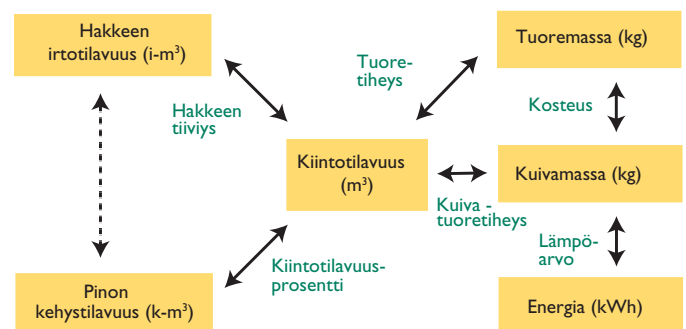 Hakkeen
irtotilavuus (i-m³)
Tuoremassa (kg)
Tuore-
tiheys
Hakkeen
tiiviys
Kosteus
Kiintotilavuus
(m³)
Kuivamassa (kg)
Kuiva -
tuoretiheys
Lämpö-
arvo
Kiintotilavuus-
prosentti
Pinon
kehystilavuus (k-m³)
Energia (kWh)